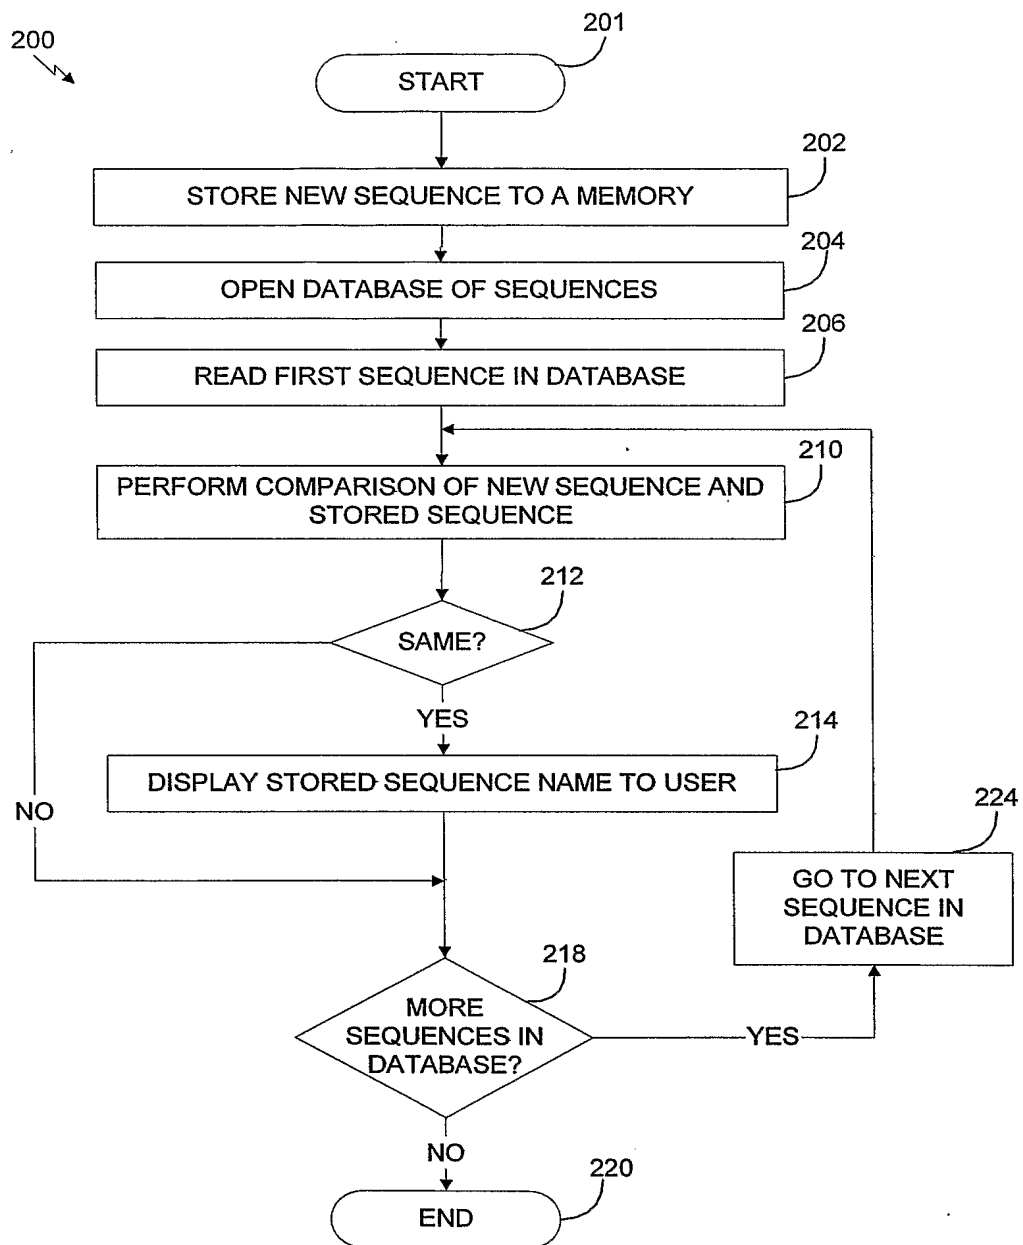 200
201
START
202
STORE NEW SEQUENCE TO A MEMORY
204
OPEN DATABASE OF SEQUENCES
206
READ FIRST SEQUENCE IN DATABASE
210
PERFORM COMPARISON OF NEW SEQUENCE AND
STORED SEQUENCE
212
SAME?
YES
214
DISPLAY STORED SEQUENCE NAME TO USER
NO
224
GO TO NEXT
SEQUENCE IN
DATABASE
218
MORE
SEQUENCES IN
DATABASE?
YES
NO
220
END